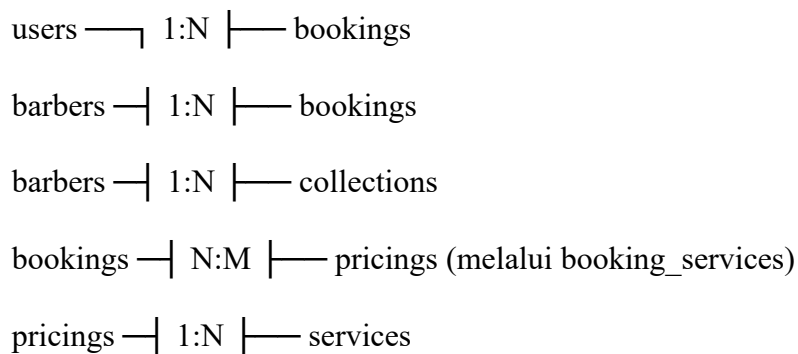 users 1:N bookings
barbers 1:N bookings
barbers 1:N collections
bookings N:M pricings (melalui booking_services)
pricings 1:N services